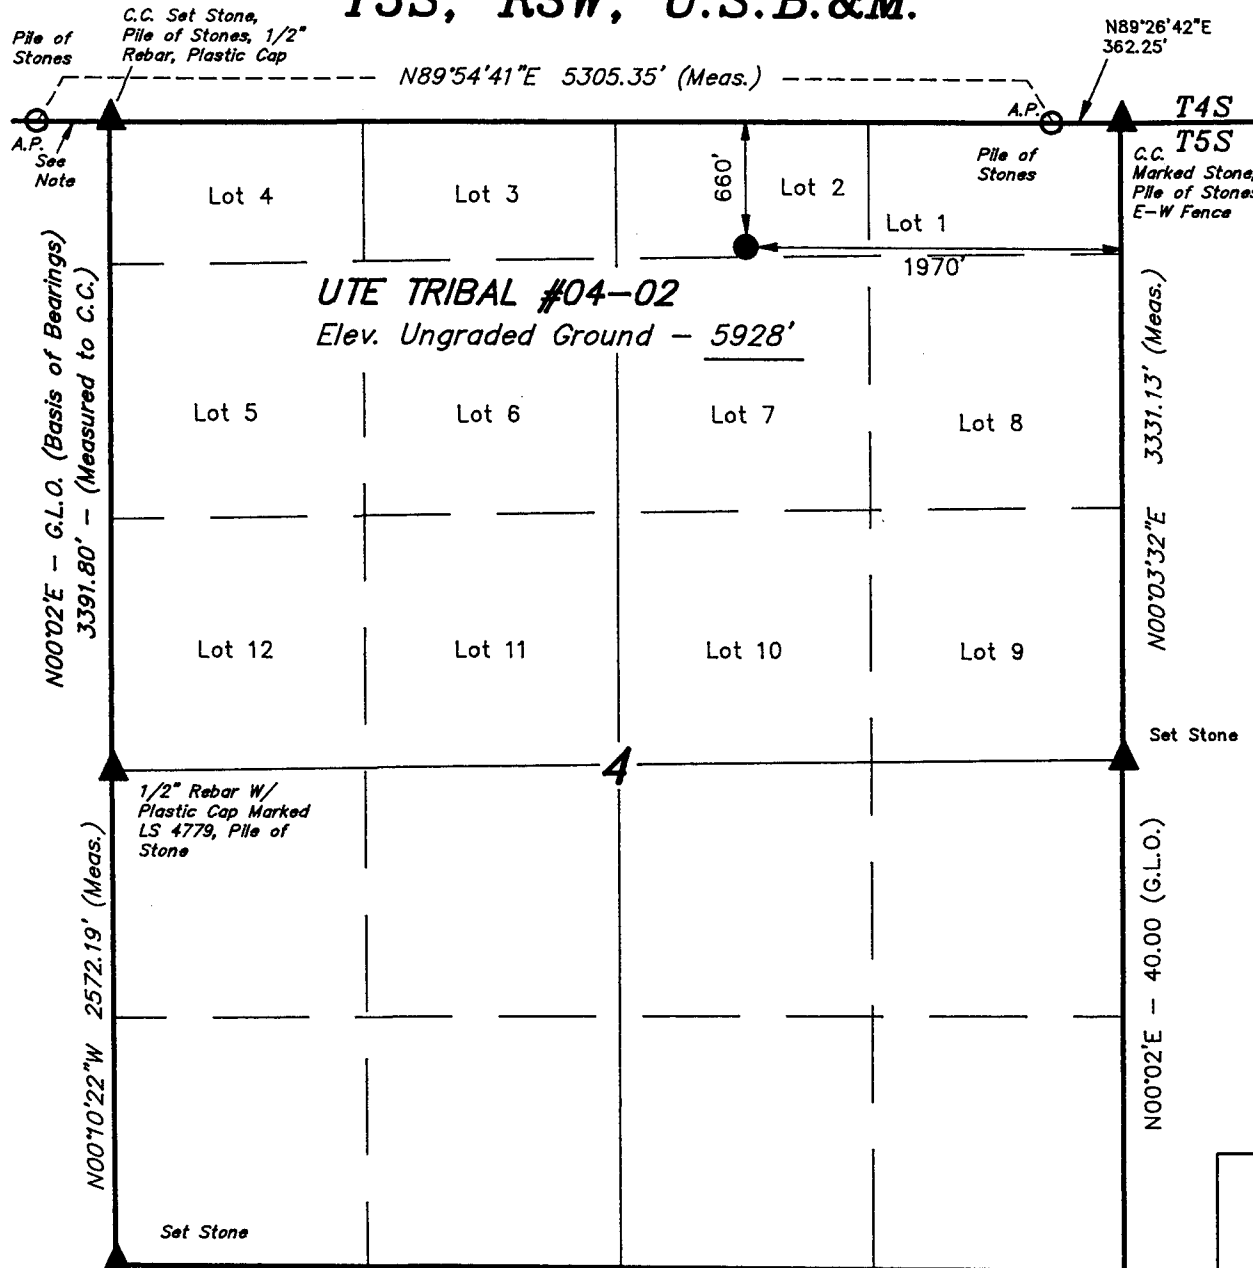 T5S, R5W, U.S.B.&M.
C.C. Set Stone,
Pile of Stones, 1/2"
Rebar, Plastic Cap
Pile of
Stones
N89°26'42"E
362.25'
N89°54'41"E 5305.35' (Meas.)
A.P.
T4S
A.P.
See
Note
Pile of
Stones
T5S
C.C.
Marked Stone,
Pile of Stones
E-W Fence
Lot 4
Lot 3
660'
Lot 2
Lot 1
1970'
UTE TRIBAL #04-02
Elev. Ungraded Ground - 5928'
N00°02'E - G.L.O. (Basis of Bearings)
3391.80' - (Measured to C.C.)
N00°03'32"E 3331.13' (Meas.)
Lot 5
Lot 6
Lot 7
Lot 8
Lot 12
Lot 11
Lot 10
Lot 9
Set Stone
4
1/2" Rebar W/
Plastic Cap Marked
LS 4779, Pile of
Stone
N00°10'22"W 2572.19' (Meas.)
N00°02'E - 40.00 (G.L.O.)
Set Stone